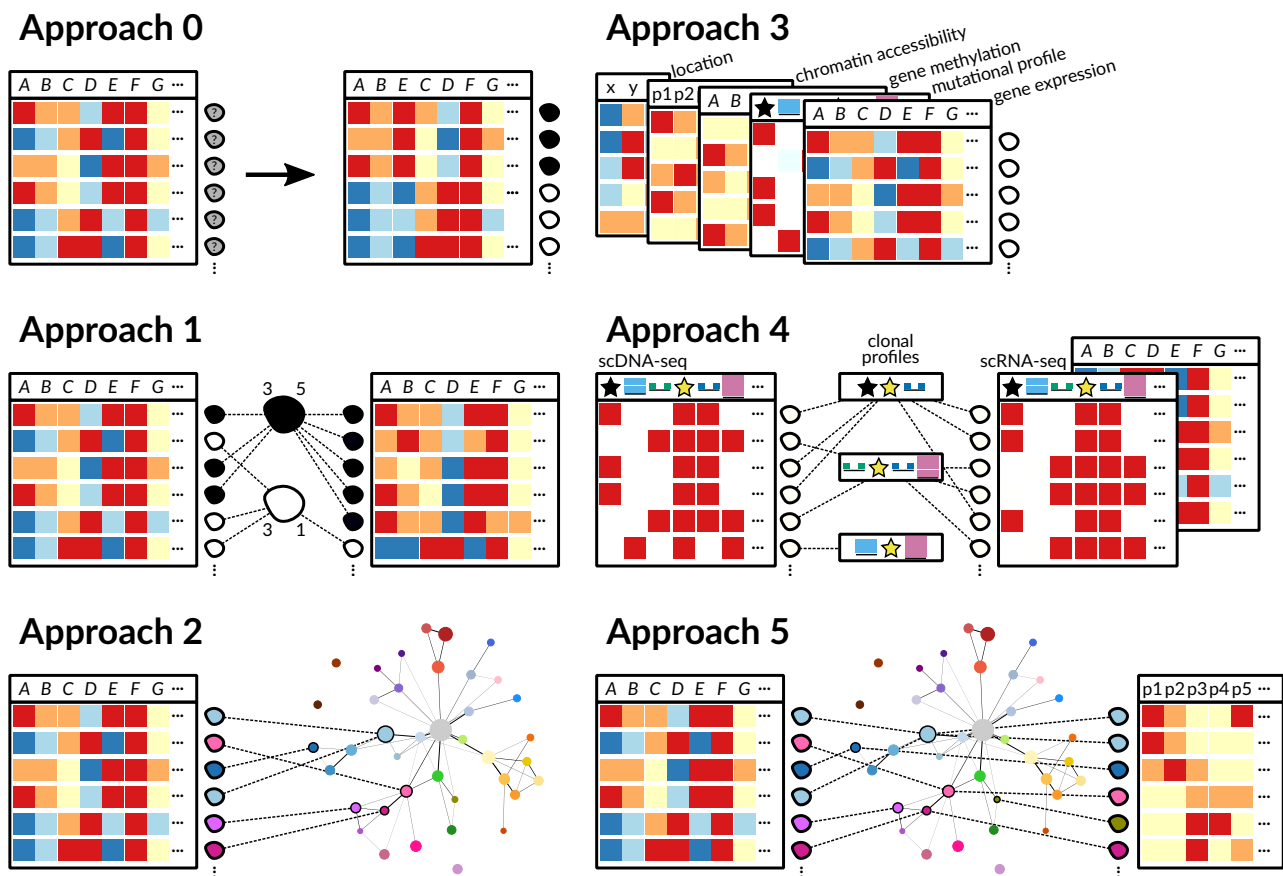 Approach 0
A B C D E F G ...
? ? ? ? ? ?
A B E C D F G ...
Approach 3
location
chromatin accessibility
gene methylation
mutational profile
gene expression
x y
p1 p2
A B
A B C D E F G ...
Approach 1
A B C D E F G ...
3 5
3 1
A B C D E F G ...
Approach 4
scDNA-seq
clonal
profiles
scRNA-seq
A B C D E F G ...
Approach 2
A B C D E F G ...
Approach 5
A B C D E F G ...
p1 p2 p3 p4 p5 ...